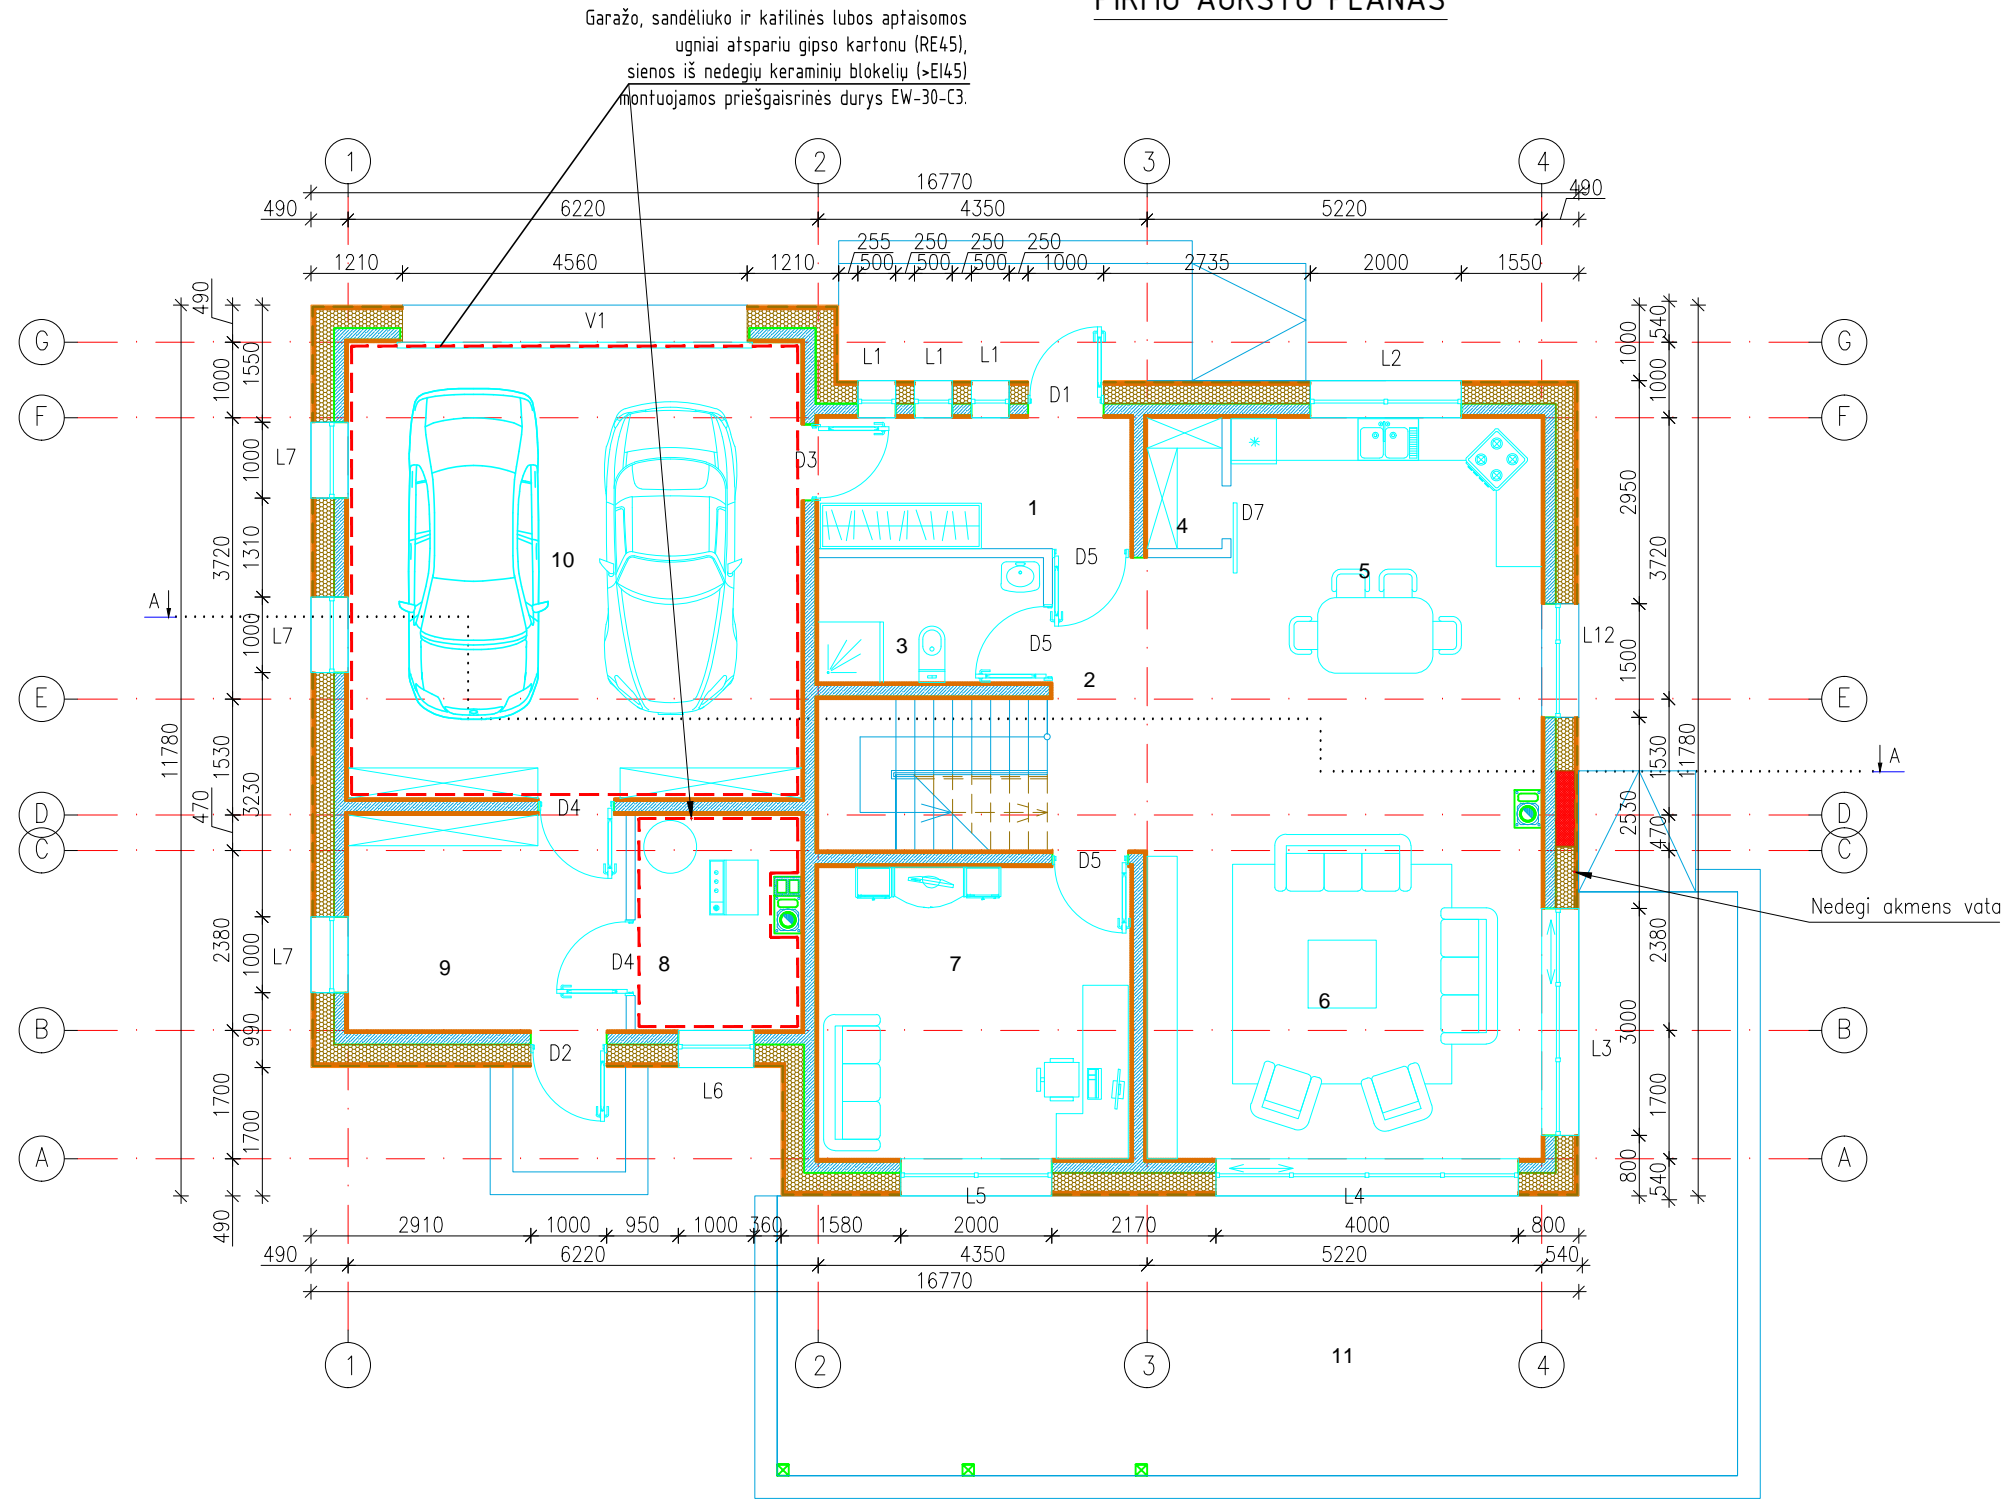 PIRMO AUKŠTO PLANAS
Garažo, sandėliuko ir katilinės lubos aptaisomos
ugniai atspariu gipso kartonu (RE45),
sienos iš nedegių keraminių blokelių (>EI45)
montuojamos priešgaisrinės durys EW-30-C3.
1 2 3 4
16770
490 6220 4350 5220 490
255 250 250 250
1210 4560 1210 500 500 500 1000 2735 2000 1550
490 1000 540
G V1 G
1550 1000 L1 L1 L1 L2 1000
F D1 F
L7 1000 D3 2950
1 4 D7
3720 1310 10 D5 5 3720
A
L7 1000 3 D5 L12 1500
E 2 E
11780 1530 3230 1530 11780 A
D 470 D4 2530 D
C D5 470 C
Nedegi akmens vata
2380 L7 1000 9 D4 8 7 6 2380
B 990 D2 3000 L3 B
1700 L6 1700
A 1700 800 A
490 L5 L4 540
2910 1000 950 1000 360 1580 2000 2170 4000 800
490 6220 4350 5220 540
16770
1 2 3 4
11